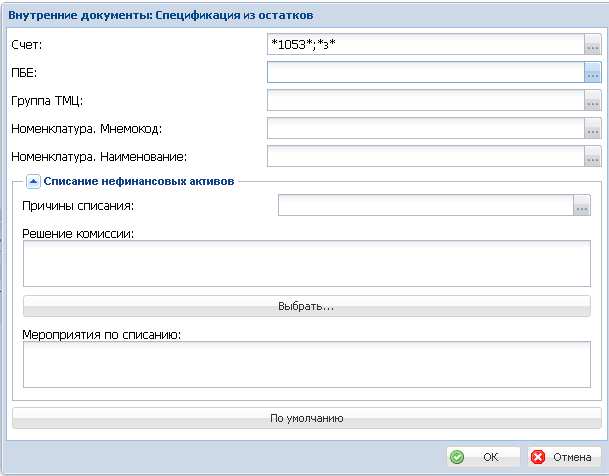 Внутренние документы: Спецификация из остатков
Счет: *1053*;*з* ...
ПБЕ: ...
Группа ТМЦ: ...
Номенклатура. Мнемокод: ...
Номенклатура. Наименование: ...
Списание нефинансовых активов
Причины списания: ...
Решение комиссии:
Выбрать...
Мероприятия по списанию:
По умолчанию
OK Отмена